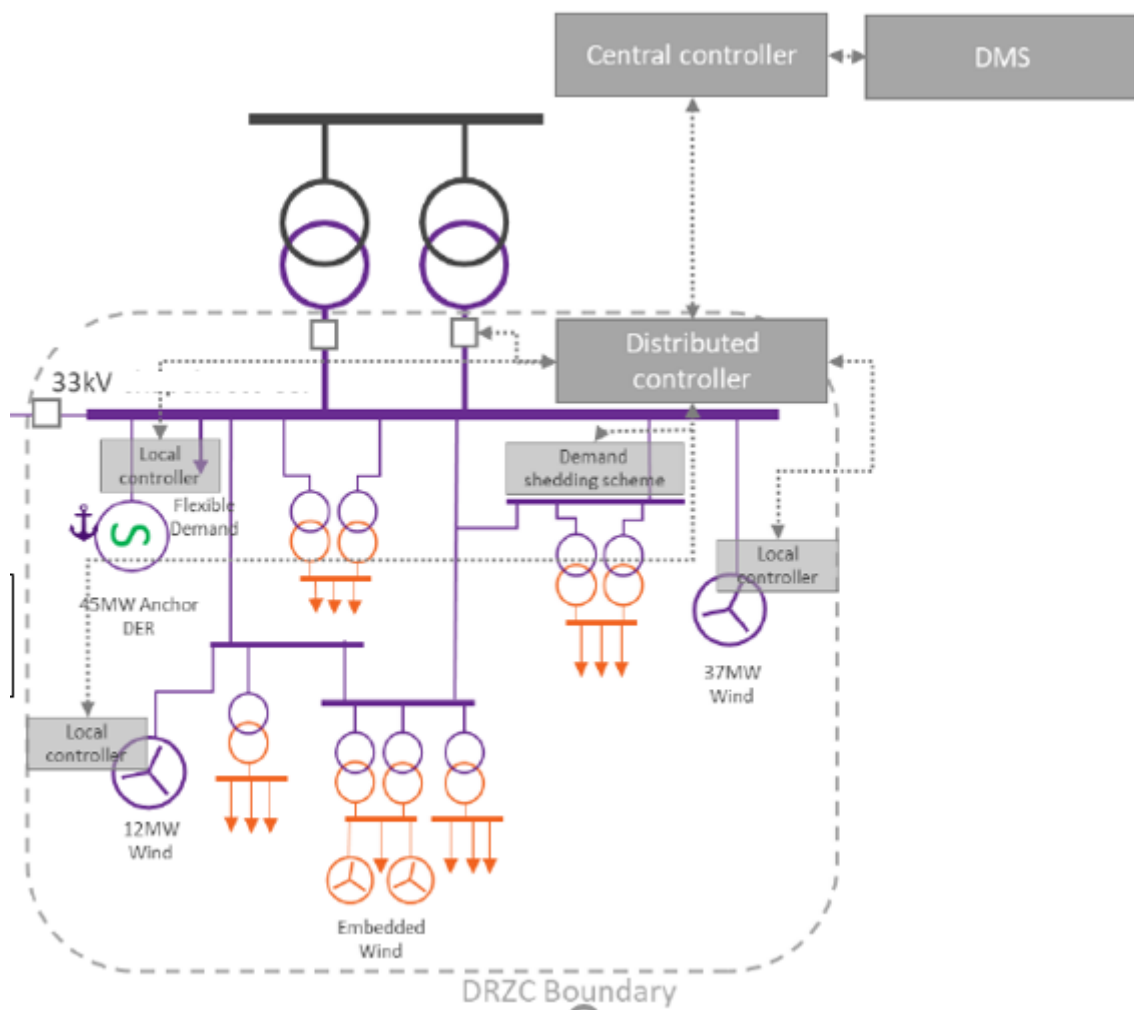 Central controller
DMS
Distributed
controller
33kV
Local
controller
Flexible
Demand
Demand
shedding scheme
Local
controller
45MW Anchor
DER
37MW
Wind
Local
controller
12MW
Wind
Embedded
Wind
DRZC Boundary